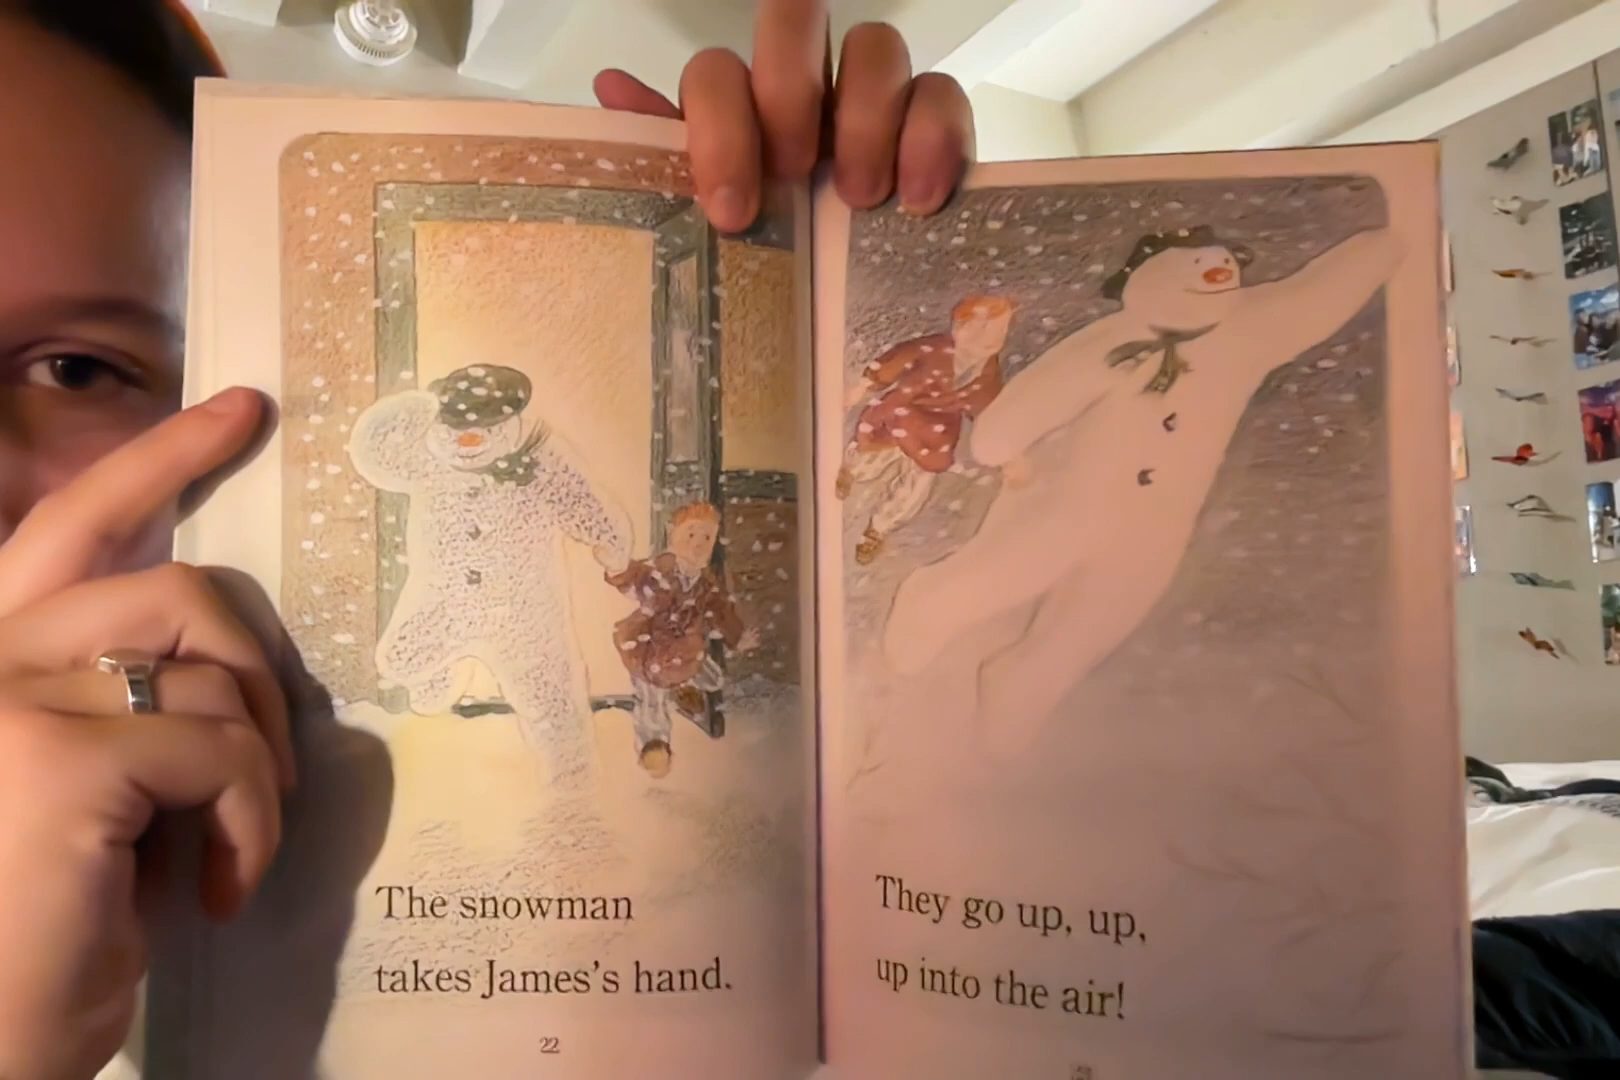 The snowman
takes James's hand.
22
They go up, up,
up into the air!